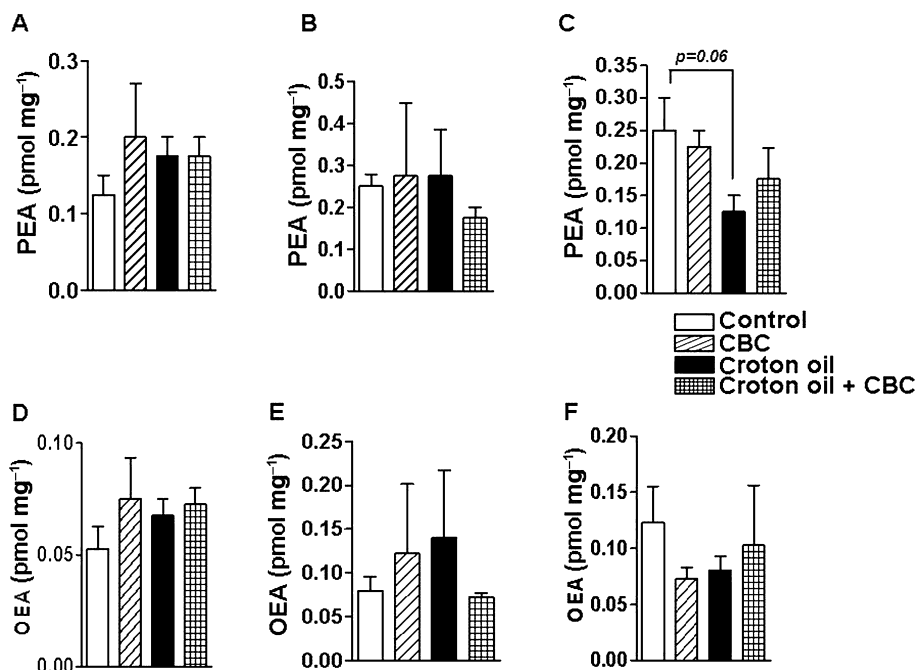 A
PEA (pmol mg⁻¹)
0.3
0.2
0.1
0.0
B
PEA (pmol mg⁻¹)
0.5
0.4
0.3
0.2
0.1
0.0
C
PEA (pmol mg⁻¹)
p=0.06
0.35
0.30
0.25
0.20
0.15
0.10
0.05
0.00
Control
CBC
Croton oil
Croton oil + CBC
D
OEA (pmol mg⁻¹)
0.10
0.05
0.00
E
OEA (pmol mg⁻¹)
0.25
0.20
0.15
0.10
0.05
0.00
F
OEA (pmol mg⁻¹)
0.20
0.15
0.10
0.05
0.00